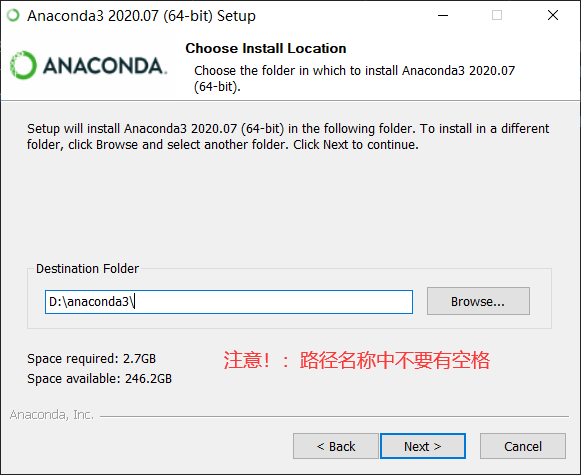 Anaconda3 2020.07 (64-bit) Setup
ANACONDA.
Choose Install Location
Choose the folder in which to install Anaconda3 2020.07
(64-bit).
Setup will install Anaconda3 2020.07 (64-bit) in the following folder. To install in a different
folder, click Browse and select another folder. Click Next to continue.
Destination Folder
D:\anaconda3\
Browse...
Space required: 2.7GB
Space available: 246.2GB
注意！：路径名称中不要有空格
Anaconda, Inc.
< Back
Next >
Cancel